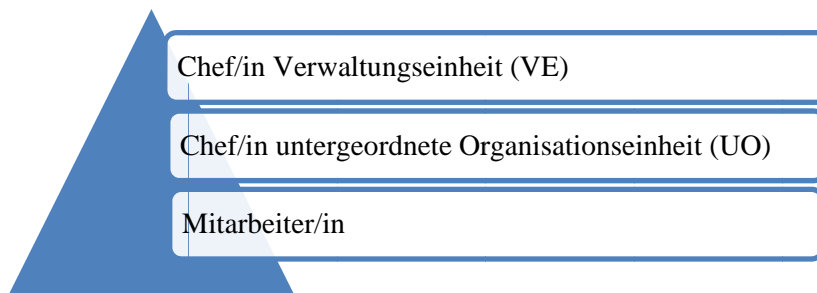 Chef/in Verwaltungseinheit (VE)
Chef/in untergeordnete Organisationseinheit (UO)
Mitarbeiter/in